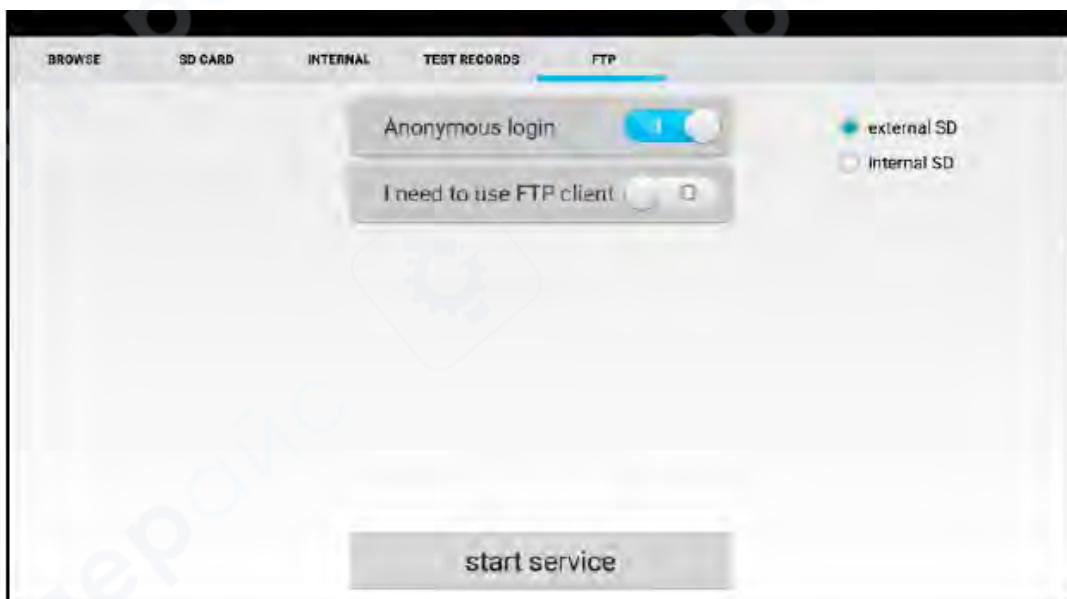 BROWSE SD CARD INTERNAL TEST RECORDS FTP
Anonymous login
external SD
internal SD
I need to use FTP client
start service